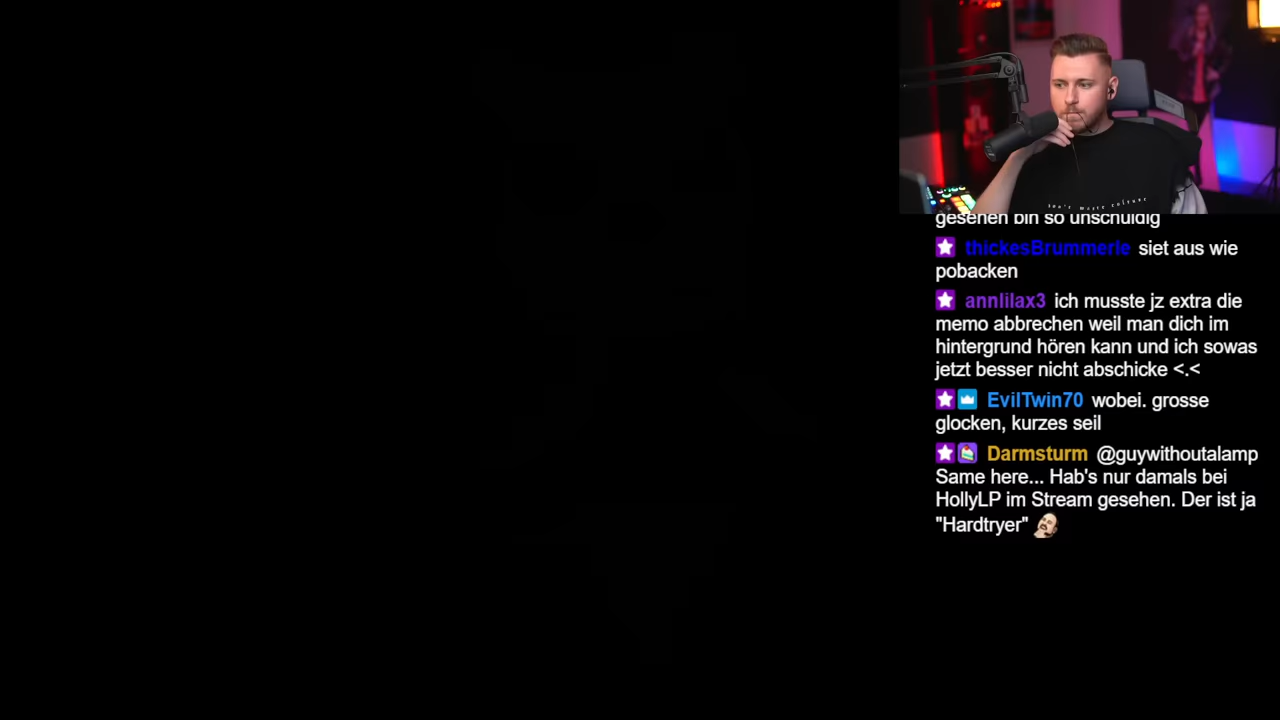 gesehen bin so unschuldig
thickesBrummerle siet aus wie
pobacken
annlilax3 ich musste jz extra die
memo abbrechen weil man dich im
hintergrund hören kann und ich sowas
jetzt besser nicht abschicke <.<
EvilTwin70 wobei. grosse
glocken, kurzes seil
Darmsturm @guywithoutalamp
Same here... Hab's nur damals bei
HollyLP im Stream gesehen. Der ist ja
"Hardtryer"